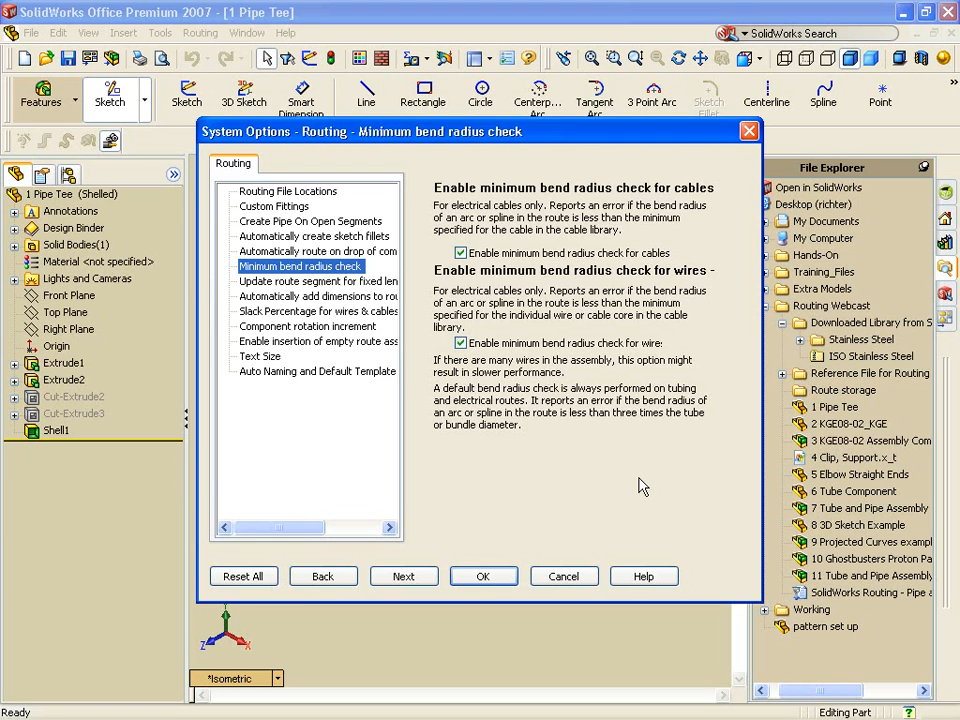 SolidWorks Office Premium 2007 - [1 Pipe Tee]
File Edit View Insert Tools Routing Window Help
SolidWorks Search
Features Sketch Sketch 3D Sketch Smart Dimension Line Rectangle Circle Centerp... Arc Tangent Arc 3 Point Arc Sketch Fillet Centerline Spline Point
1 Pipe Tee (Shelled)
Annotations
Design Binder
Solid Bodies(1)
Material <not specified>
Lights and Cameras
Front Plane
Top Plane
Right Plane
Origin
Extrude1
Extrude2
Cut-Extrude2
Cut-Extrude3
Shell1
System Options - Routing - Minimum bend radius check
Routing
Routing File Locations
Custom Fittings
Create Pipe On Open Segments
Automatically create sketch fillets
Automatically route on drop of com
Minimum bend radius check
Update route segment for fixed len
Automatically add dimensions to rou
Slack Percentage for wires & cables
Component rotation increment
Enable insertion of empty route ass
Text Size
Auto Naming and Default Template
Enable minimum bend radius check for cables
For electrical cables only. Reports an error if the bend radius
of an arc or spline in the route is less than the minimum
specified for the cable in the cable library.
Enable minimum bend radius check for cables
Enable minimum bend radius check for wires -
For electrical cables only. Reports an error if the bend radius
of an arc or spline in the route is less than the minimum
specified for the individual wire or cable core in the cable
library.
Enable minimum bend radius check for wire:
If there are many wires in the assembly, this option might
result in slower performance.
A default bend radius check is always performed on tubing
and electrical routes. It reports an error if the bend radius of
an arc or spline in the route is less than three times the tube
or bundle diameter.
Reset All Back Next OK Cancel Help
File Explorer
Open in SolidWorks
Desktop (richter)
My Documents
My Computer
Hands-On
Training_Files
Extra Models
Routing Webcast
Downloaded Library from S
Stainless Steel
ISO Stainless Steel
Reference File for Routing
Route storage
1 Pipe Tee
2 KGE08-02_KGE
3 KGE08-02 Assembly Com
4 Clip, Support.x_t
5 Elbow Straight Ends
6 Tube Component
7 Tube and Pipe Assembly
8 3D Sketch Example
9 Projected Curves exampl
10 Ghostbusters Proton Pa
11 Tube and Pipe Assembly
SolidWorks Routing - Pipe a
Working
pattern set up
Z Y X
*Isometric
Ready
Editing Part